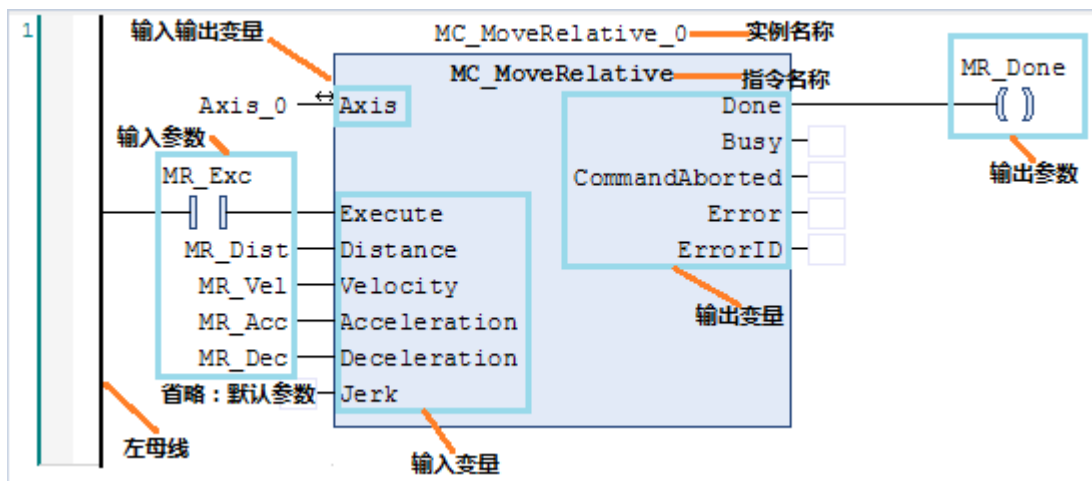 1
输入输出变量
MC_MoveRelative_0
实例名称
MC_MoveRelative
指令名称
MR_Done
Axis_0
Axis
Done
输入参数
Busy
MR_Exc
CommandAborted
输出参数
Execute
Error
MR_Dist
Distance
ErrorID
MR_Vel
Velocity
MR_Acc
Acceleration
输出变量
MR_Dec
Deceleration
省略：默认参数
Jerk
左母线
输入变量